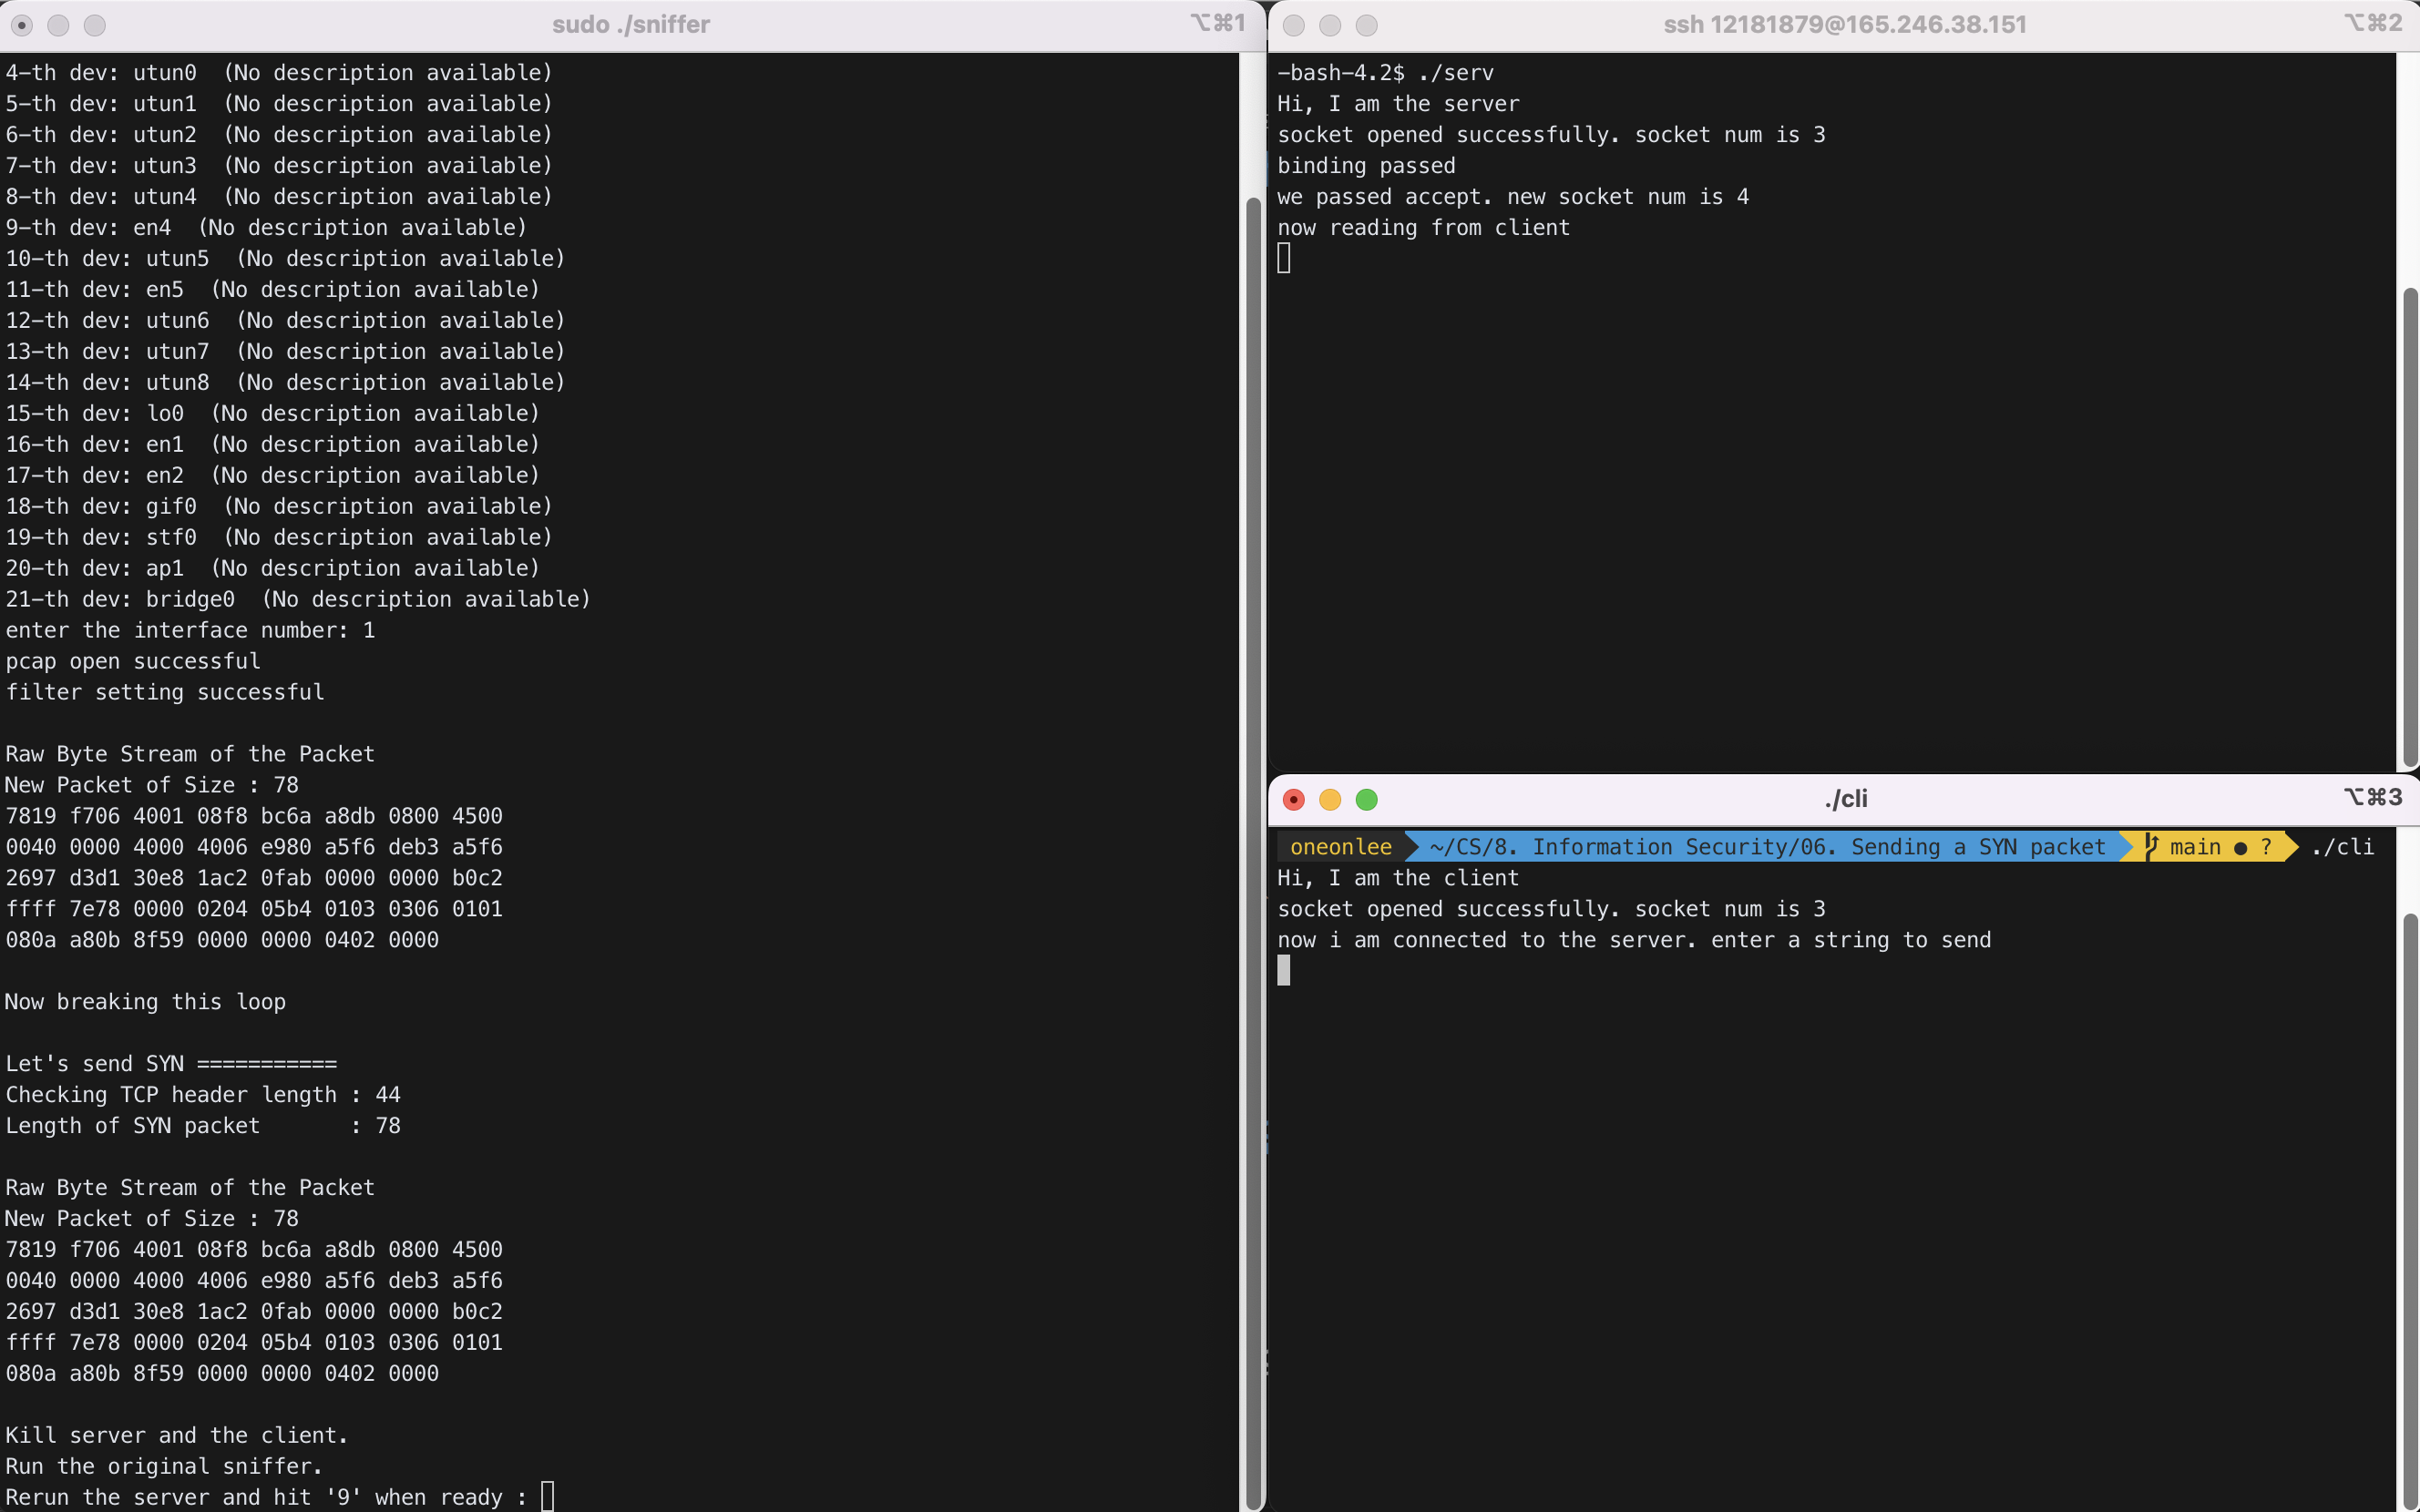 sudo ./sniffer
⌥⌘1
4-th dev: utun0  (No description available)
5-th dev: utun1  (No description available)
6-th dev: utun2  (No description available)
7-th dev: utun3  (No description available)
8-th dev: utun4  (No description available)
9-th dev: en4  (No description available)
10-th dev: utun5  (No description available)
11-th dev: en5  (No description available)
12-th dev: utun6  (No description available)
13-th dev: utun7  (No description available)
14-th dev: utun8  (No description available)
15-th dev: lo0  (No description available)
16-th dev: en1  (No description available)
17-th dev: en2  (No description available)
18-th dev: gif0  (No description available)
19-th dev: stf0  (No description available)
20-th dev: ap1  (No description available)
21-th dev: bridge0  (No description available)
enter the interface number: 1
pcap open successful
filter setting successful
Raw Byte Stream of the Packet
New Packet of Size : 78
7819 f706 4001 08f8 bc6a a8db 0800 4500
0040 0000 4000 4006 e980 a5f6 deb3 a5f6
2697 d3d1 30e8 1ac2 0fab 0000 0000 b0c2
ffff 7e78 0000 0204 05b4 0103 0306 0101
080a a80b 8f59 0000 0000 0402 0000
Now breaking this loop
Let's send SYN ===========
Checking TCP header length : 44
Length of SYN packet       : 78
Raw Byte Stream of the Packet
New Packet of Size : 78
7819 f706 4001 08f8 bc6a a8db 0800 4500
0040 0000 4000 4006 e980 a5f6 deb3 a5f6
2697 d3d1 30e8 1ac2 0fab 0000 0000 b0c2
ffff 7e78 0000 0204 05b4 0103 0306 0101
080a a80b 8f59 0000 0000 0402 0000
Kill server and the client.
Run the original sniffer.
Rerun the server and hit '9' when ready :
ssh 12181879@165.246.38.151
⌥⌘2
-bash-4.2$ ./serv
Hi, I am the server
socket opened successfully. socket num is 3
binding passed
we passed accept. new socket num is 4
now reading from client
./cli
⌥⌘3
oneonlee ~/CS/8. Information Security/06. Sending a SYN packet main ● ? ./cli
Hi, I am the client
socket opened successfully. socket num is 3
now i am connected to the server. enter a string to send